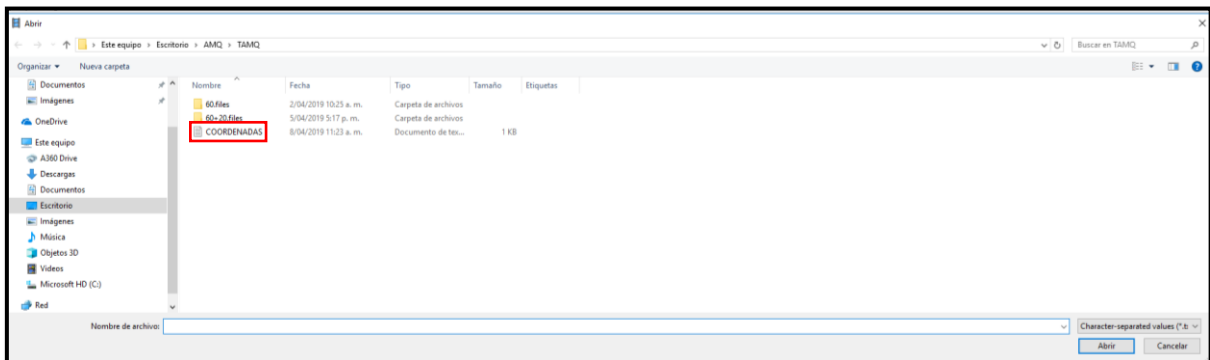 Abrir
Este equipo > Escritorio > AMQ > TAMQ
Buscar en TAMQ
Organizar Nueva carpeta
Nombre Fecha Tipo Tamaño Etiquetas
60.files 2/04/2019 10:25 a. m. Carpeta de archivos
60+20.files 5/04/2019 5:17 p. m. Carpeta de archivos
COORDENADAS 8/04/2019 11:23 a. m. Documento de tex... 1 KB
Documentos
Imágenes
OneDrive
Este equipo
A360 Drive
Descargas
Documentos
Escritorio
Imágenes
Música
Objetos 3D
Videos
Microsoft HD (C:)
Red
Nombre de archivo:
Character-separated values (*.t
Abrir Cancelar